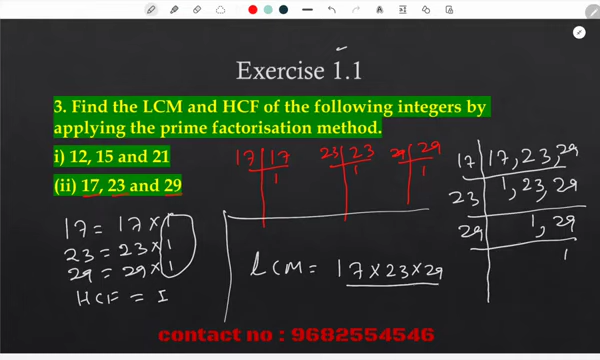 Exercise 1.1
3. Find the LCM and HCF of the following integers by
applying the prime factorisation method.
i) 12, 15 and 21
(ii) 17, 23 and 29
17 = 17 × 1
23 = 23 × 1
29 = 29 × 1
HCF = 1
17 | 17
1
23 | 23
1
29 | 29
1
LCM = 17 × 23 × 29
17 | 17, 23, 29
23 | 1, 23, 29
29 | 1, 29
1
contact no : 9682554546